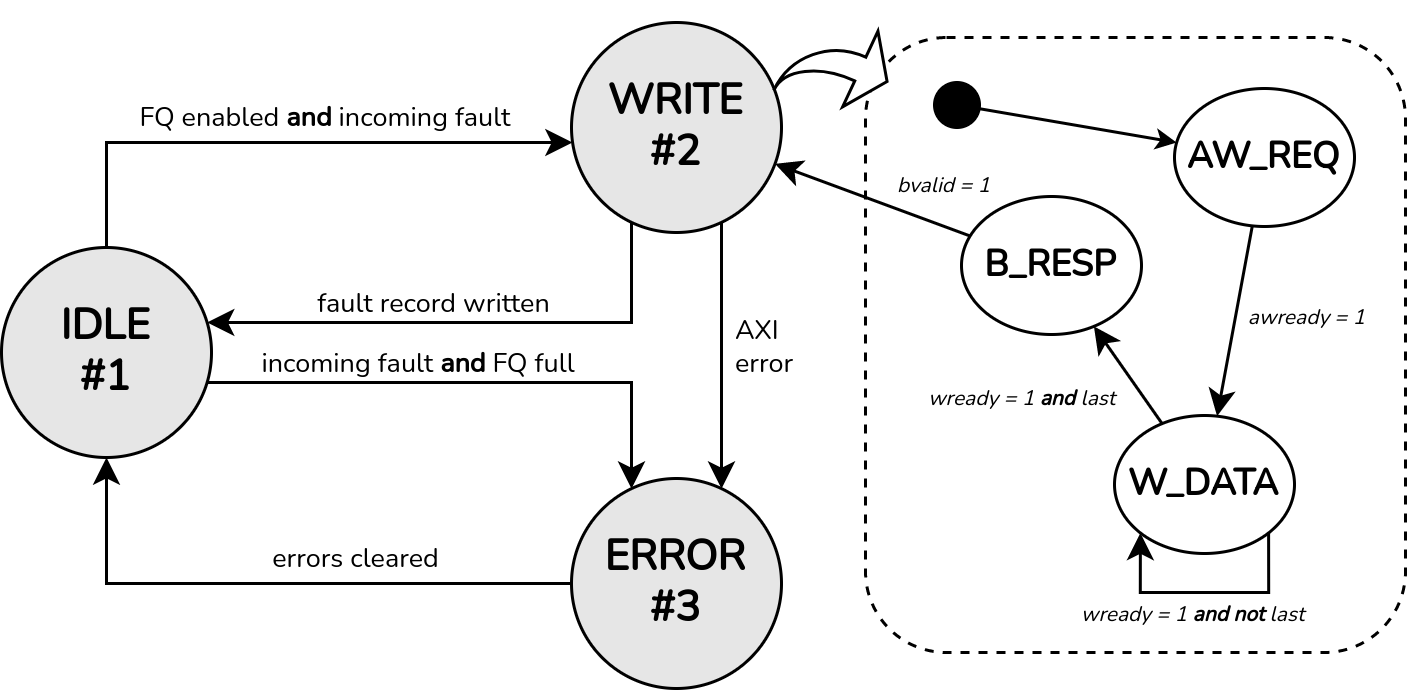 WRITE
#2
FQ enabled and incoming fault
AW_REQ
bvalid = 1
B_RESP
fault record written
IDLE
#1
AXI
error
awready = 1
incoming fault and FQ full
wready = 1 and last
W_DATA
ERROR
#3
errors cleared
wready = 1 and not last